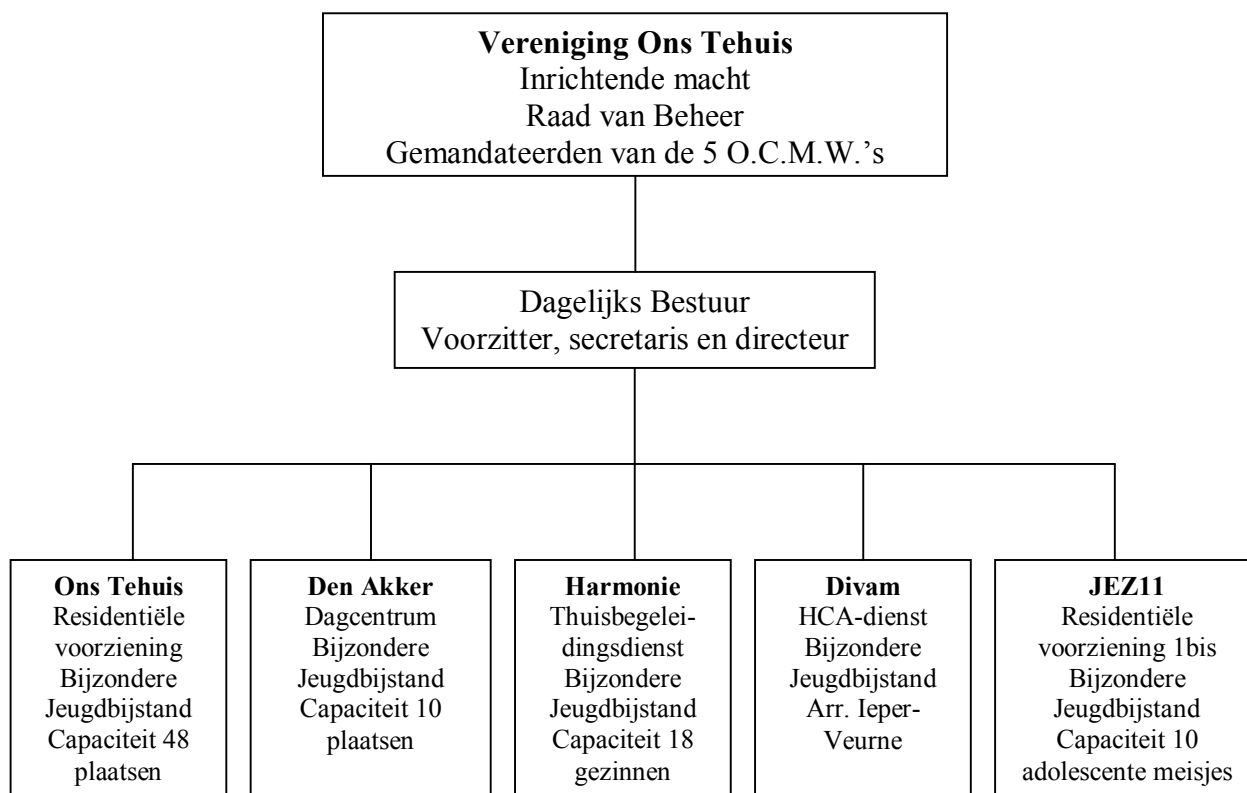 Vereniging Ons Tehuis
Inrichtende macht
Raad van Beheer
Gemandateerden van de 5 O.C.M.W.’s
Dagelijks Bestuur
Voorzitter, secretaris en directeur
Ons Tehuis
Residentiële
voorziening
Bijzondere
Jeugdbijstand
Capaciteit 48
plaatsen
Den Akker
Dagcentrum
Bijzondere
Jeugdbijstand
Capaciteit 10
plaatsen
Harmonie
Thuisbegelei-
dingsdienst
Bijzondere
Jeugdbijstand
Capaciteit 18
gezinnen
Divam
HCA-dienst
Bijzondere
Jeugdbijstand
Arr. Ieper-
Veurne
JEZ11
Residentiële
voorziening 1bis
Bijzondere
Jeugdbijstand
Capaciteit 10
adolescente meisjes